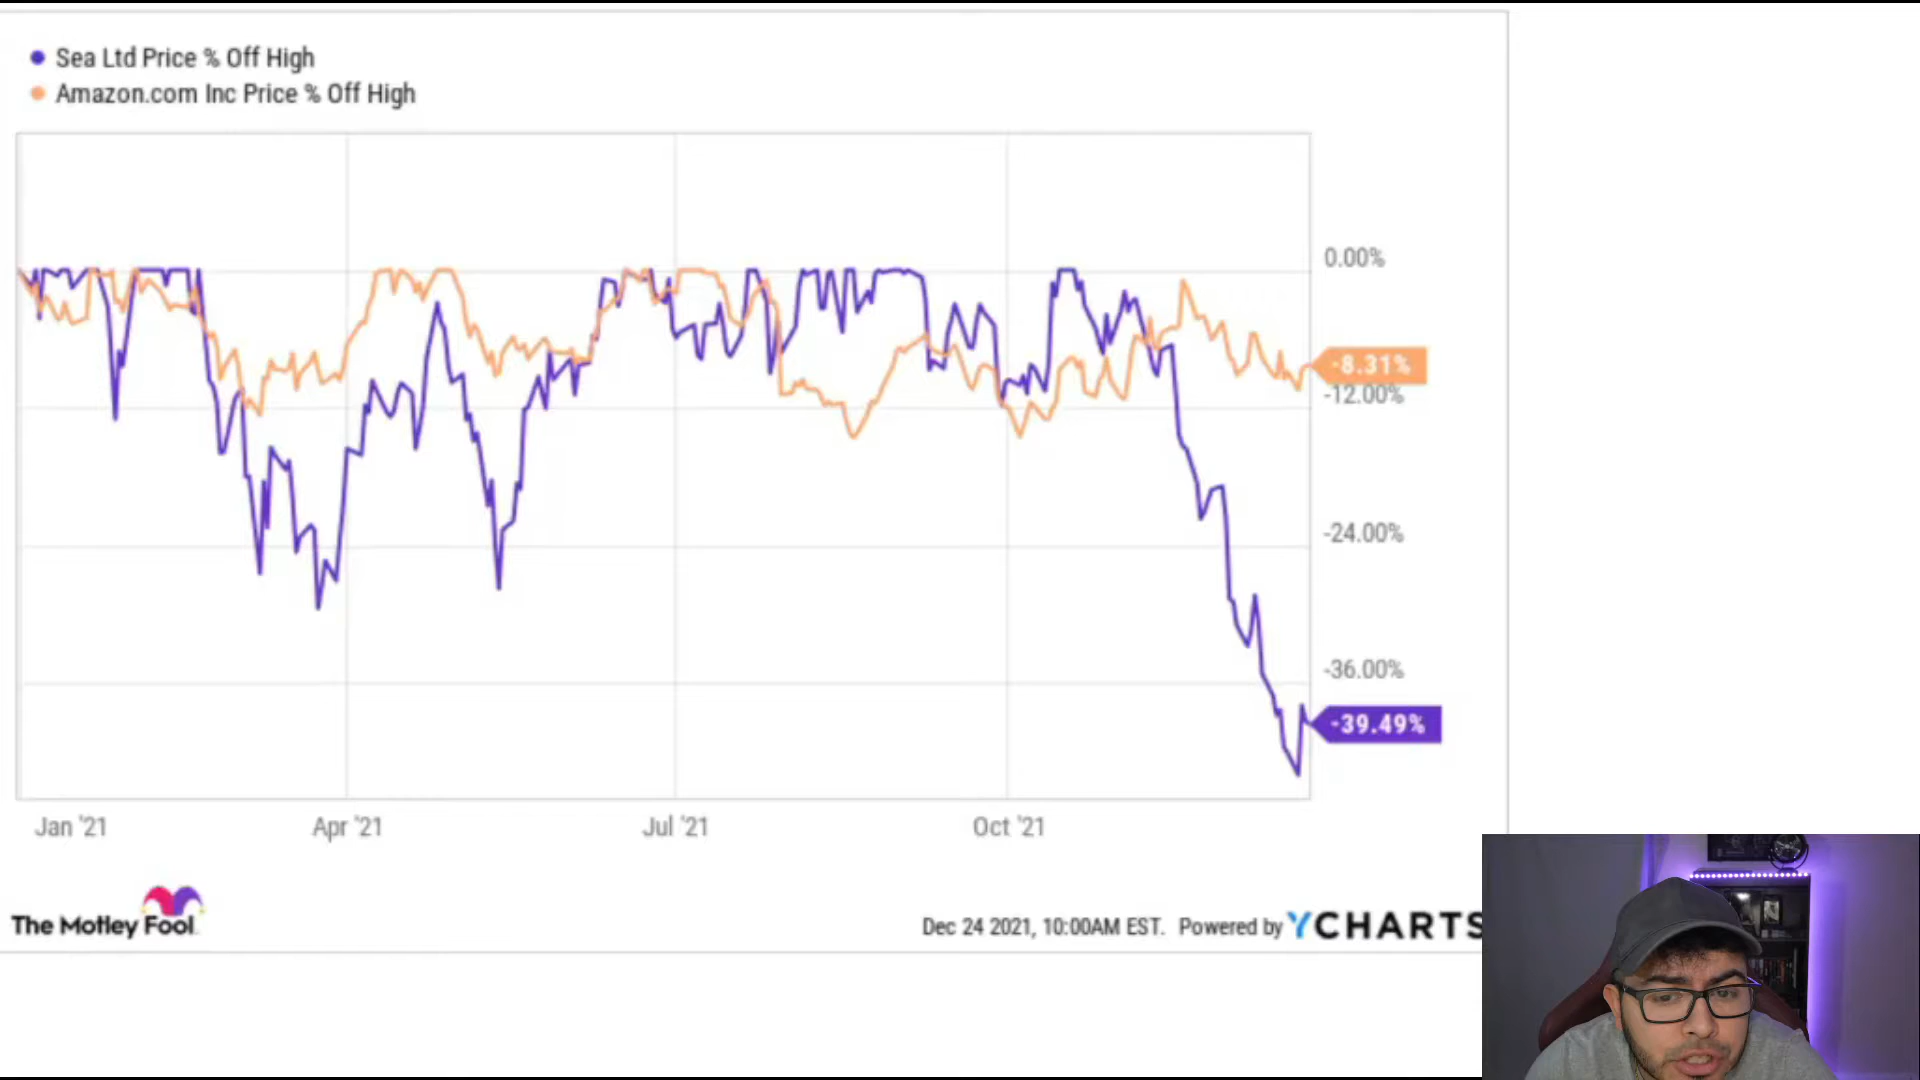 Sea Ltd Price % Off High
Amazon.com Inc Price % Off High
0.00%
-8.31%
-12.00%
-24.00%
-36.00%
-39.49%
Jan '21
Apr '21
Jul '21
Oct '21
The Motley Fool
Dec 24 2021, 10:00AM EST. Powered by YCHARTS